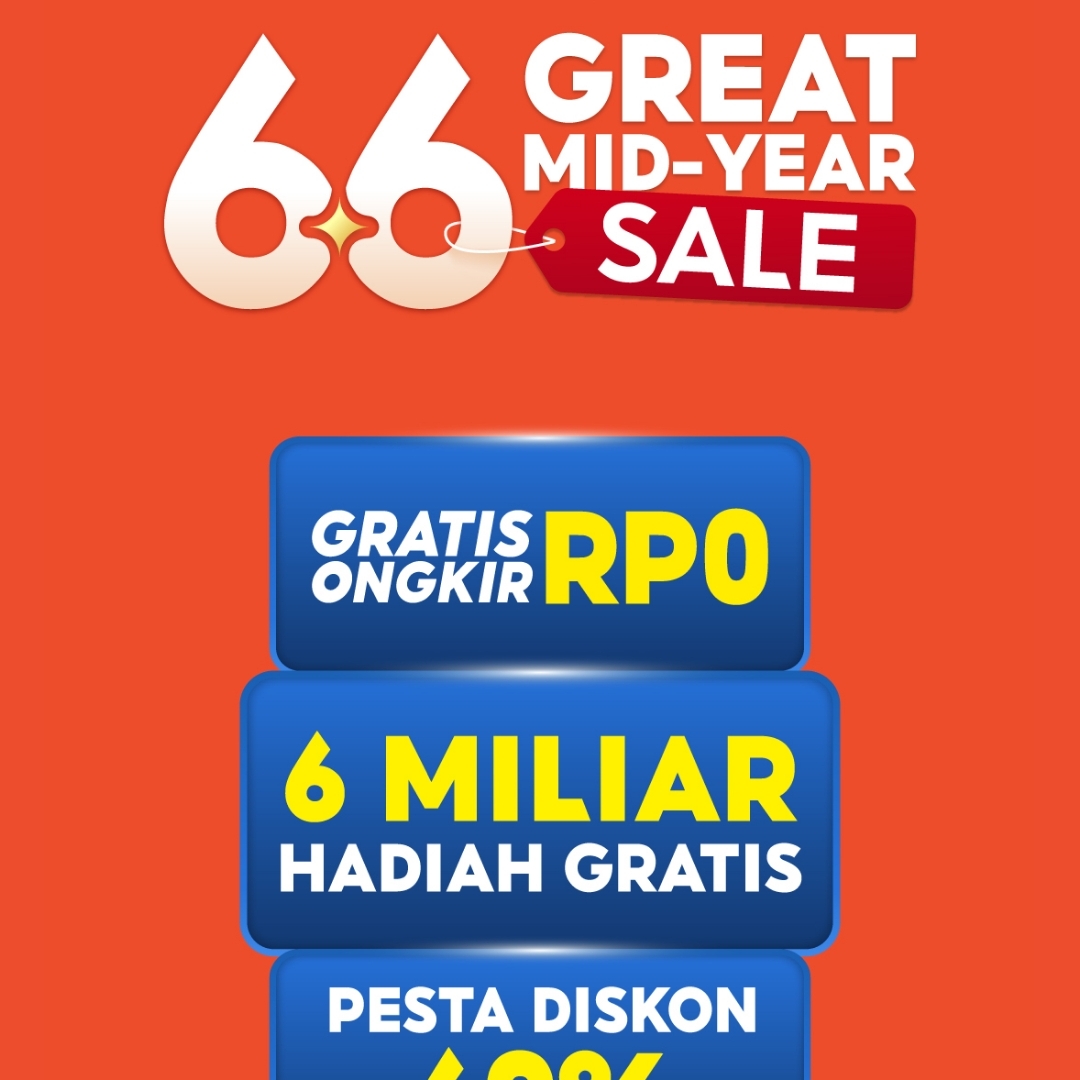 6.6
GREAT
MID-YEAR
SALE
GRATIS
ONGKIR
RP0
6 MILIAR
HADIAH GRATIS
PESTA DISKON